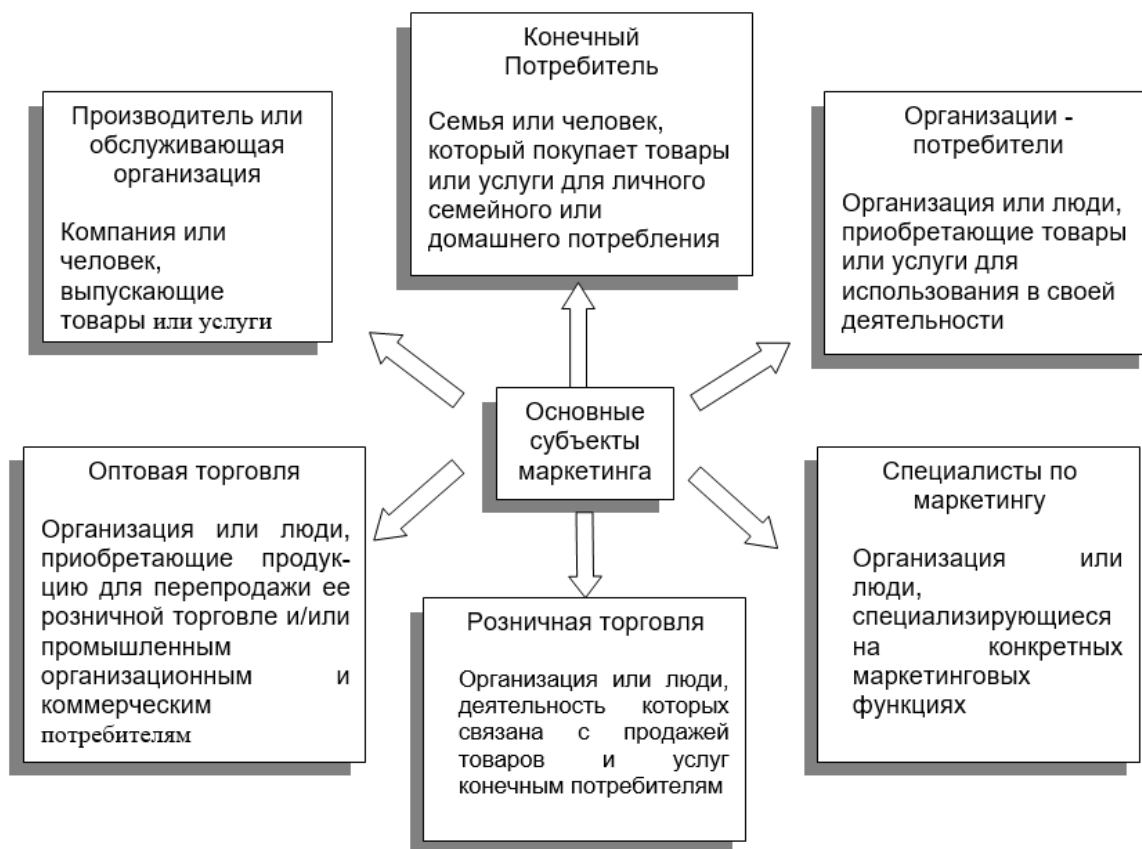 Конечный
Потребитель
Семья или человек,
который покупает товары
или услуги для личного
семейного или
домашнего потребления
Производитель или
обслуживающая
организация
Компания или
человек,
выпускающие
товары или услуги
Организации -
потребители
Организация или люди,
приобретающие товары
или услуги для
использования в своей
деятельности
Основные
субъекты
маркетинга
Оптовая торговля
Организация или люди,
приобретающие продук-
цию для перепродажи ее
розничной торговле и/или
промышленным
организационным и
коммерческим
потребителям
Розничная торговля
Организация или люди,
деятельность которых
связана с продажей
товаров и услуг
конечным потребителям
Специалисты по
маркетингу
Организация или
люди,
специализирующиеся
на конкретных
маркетинговых
функциях